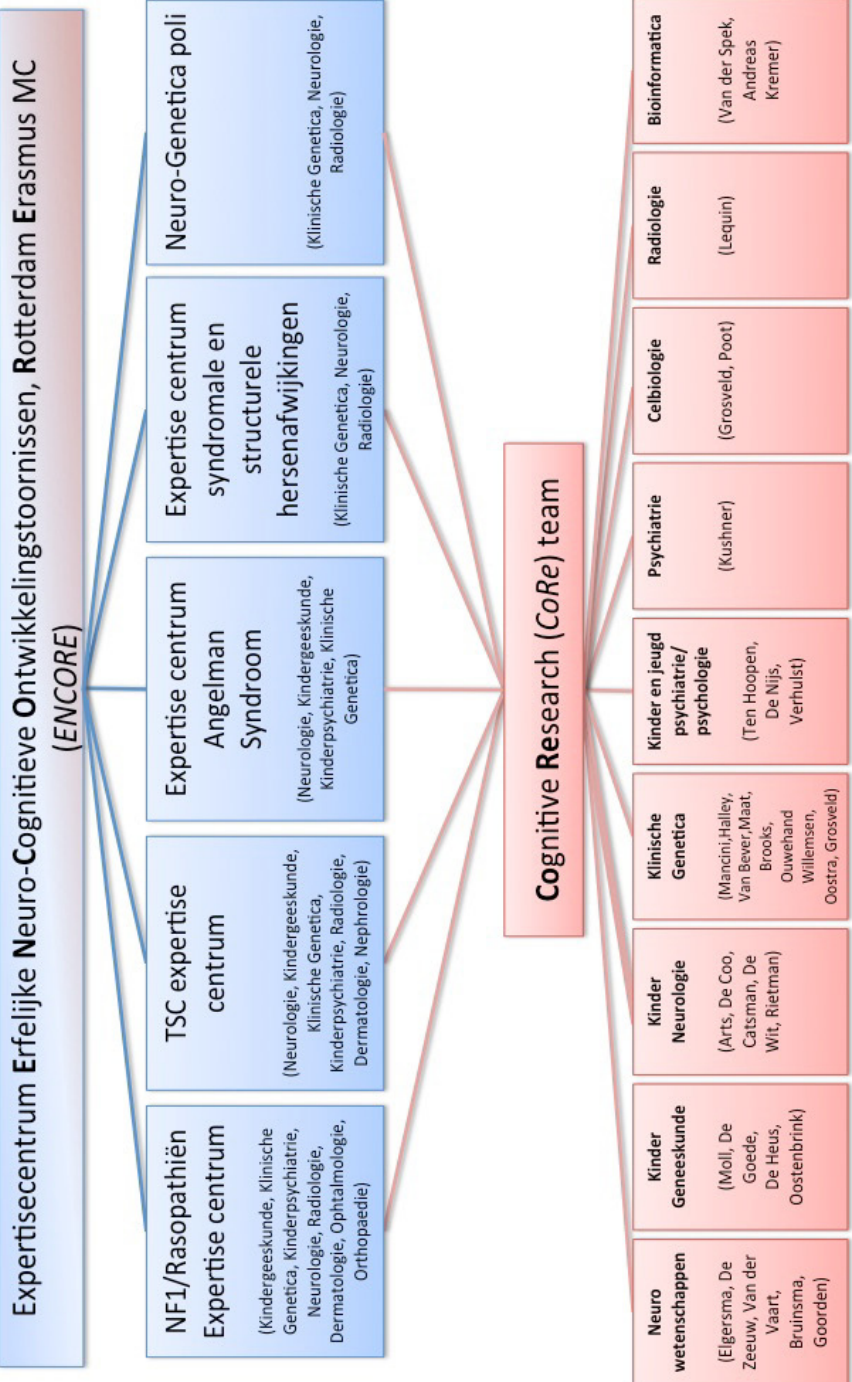 Expertisecentrum Erfelijke Neuro-Cognitieve Ontwikkelingstoornissen, Rotterdam Erasmus MC
(ENCORE)
NF1/Rasopathiën
Expertise centrum
(Kindergeeskunde, Klinische
Genetica, Kinderpsychiatrie,
Neurologie, Radiologie,
Dermatologie, Ophtalmologie,
Orthopaedie)
TSC expertise
centrum
(Neurologie, Kindergeeskunde,
Klinische Genetica,
Kinderpsychiatrie, Radiologie,
Dermatologie, Nephrologie)
Expertise centrum
Angelman
Syndroom
(Neurologie, Kindergeeskunde,
Kinderpsychiatrie, Klinische
Genetica)
Expertise centrum
syndromale en
structurele
hersenafwijkingen
(Klinische Genetica, Neurologie,
Radiologie)
Neuro-Genetica poli
(Klinische Genetica, Neurologie,
Radiologie)
Cognitive Research (CoRe) team
Neuro
wetenschappen
(Elgersma, De
Zeeuw, Van der
Vaart,
Bruinsma,
Goorden)
Kinder
Geneeskunde
(Moll, De
Goede,
De Heus,
Oostenbrink)
Kinder
Neurologie
(Arts, De Coo,
Catsman, De
Wit, Rietman)
Klinische
Genetica
(Mancini,Halley,
Van Bever,Maat,
Brooks,
Ouwehand
Willemsen,
Oostra, Grosveld)
Kinder en jeugd
psychiatrie/
psychologie
(Ten Hoopen,
De Nijs,
Verhulst)
Psychiatrie
(Kushner)
Celbiologie
(Grosveld, Poot)
Radiologie
(Lequin)
Bioinformatica
(Van der Spek,
Andreas
Kremer)